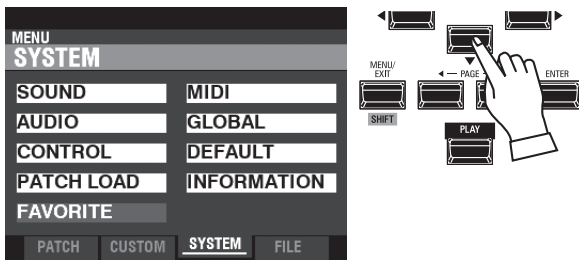 MENU
SYSTEM
SOUND MIDI
AUDIO GLOBAL
CONTROL DEFAULT
PATCH LOAD INFORMATION
FAVORITE
PATCH CUSTOM SYSTEM FILE
MENU/
EXIT
PAGE
ENTER
SHIFT
PLAY